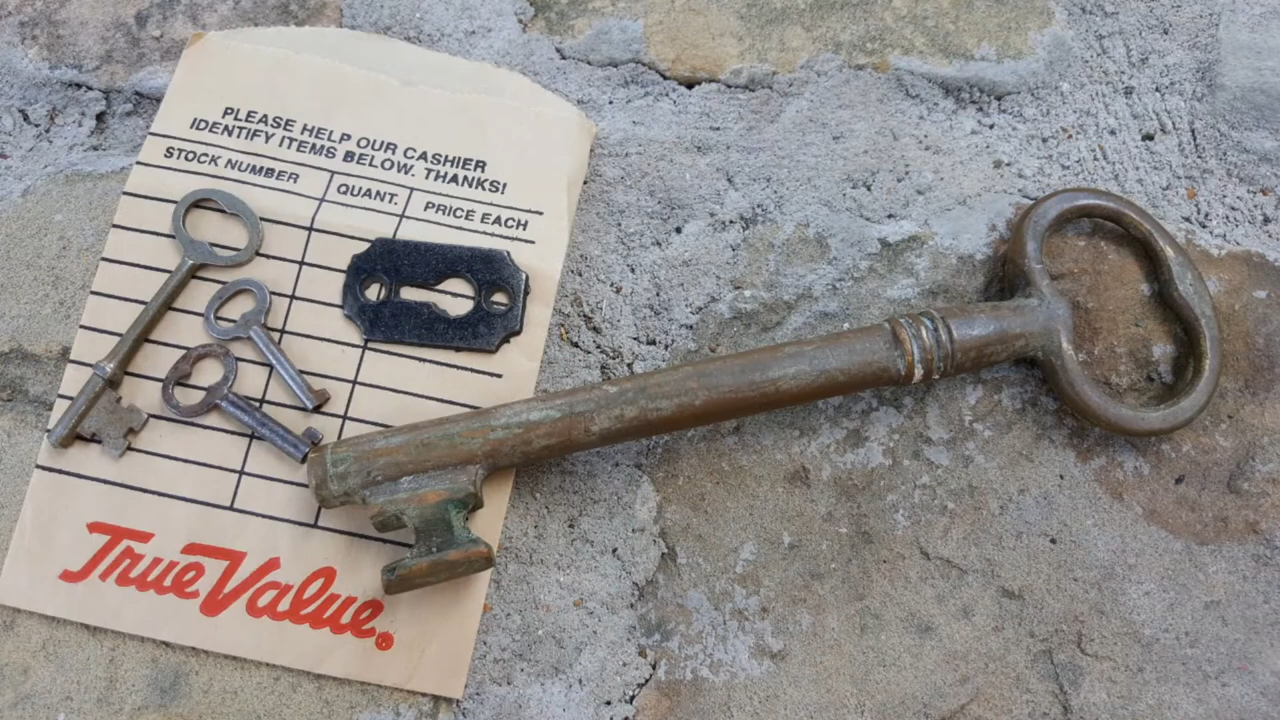 PLEASE HELP OUR CASHIER
IDENTIFY ITEMS BELOW. THANKS!
STOCK NUMBER QUANT. PRICE EACH
True Value.